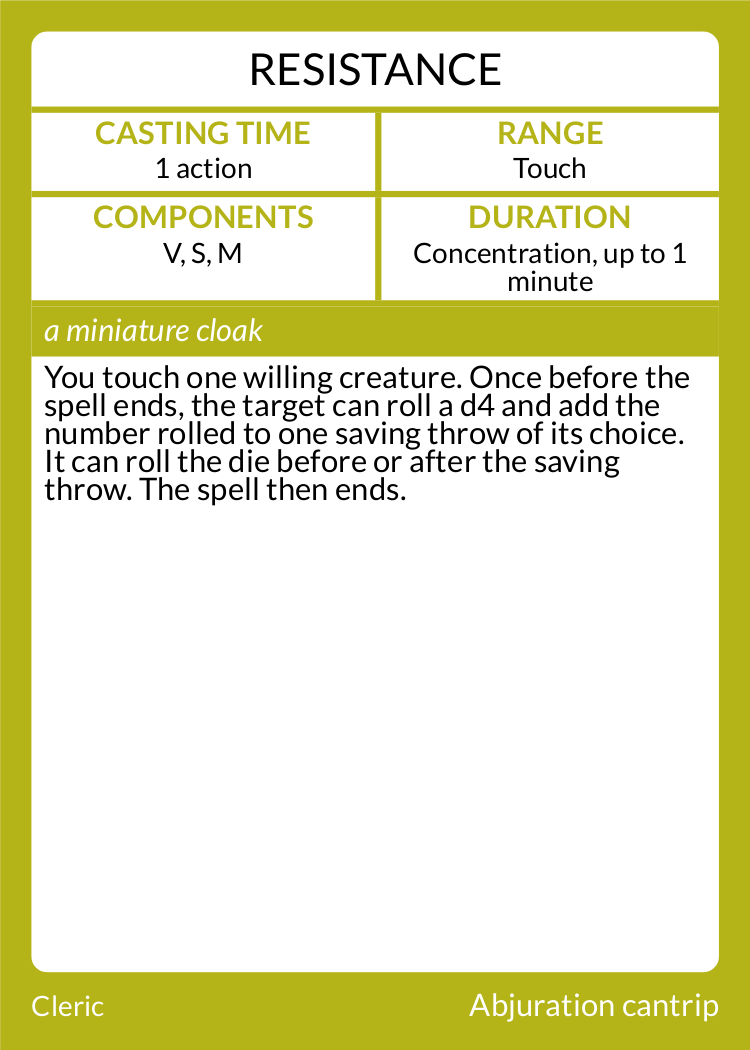 RESISTANCE
CASTING TIME
1 action
RANGE
Touch
COMPONENTS
V, S, M
DURATION
Concentration, up to 1
minute
a miniature cloak
You touch one willing creature. Once before the
spell ends, the target can roll a d4 and add the
number rolled to one saving throw of its choice.
It can roll the die before or after the saving
throw. The spell then ends.
Cleric
Abjuration cantrip